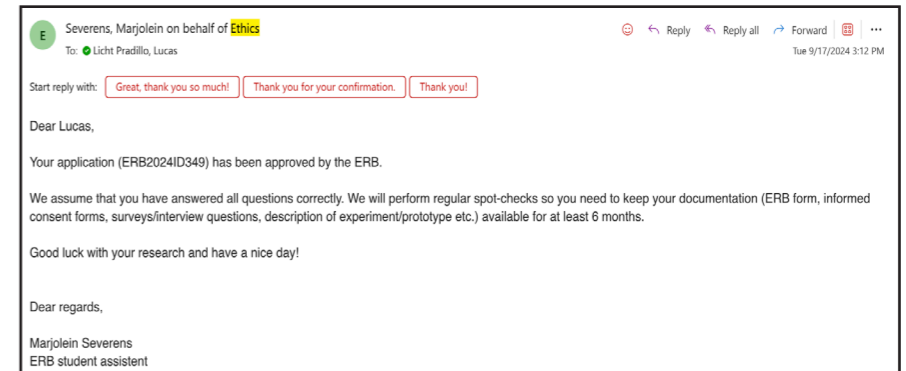 E
Severens, Marjolein on behalf of Ethics
Reply Reply all Forward
To: Licht Pradillo, Lucas
Tue 9/17/2024 3:12 PM
Start reply with: Great, thank you so much! Thank you for your confirmation. Thank you!
Dear Lucas,
Your application (ERB2024ID349) has been approved by the ERB.
We assume that you have answered all questions correctly. We will perform regular spot-checks so you need to keep your documentation (ERB form, informed
consent forms, surveys/interview questions, description of experiment/prototype etc.) available for at least 6 months.
Good luck with your research and have a nice day!
Dear regards,
Marjolein Severens
ERB student assistent